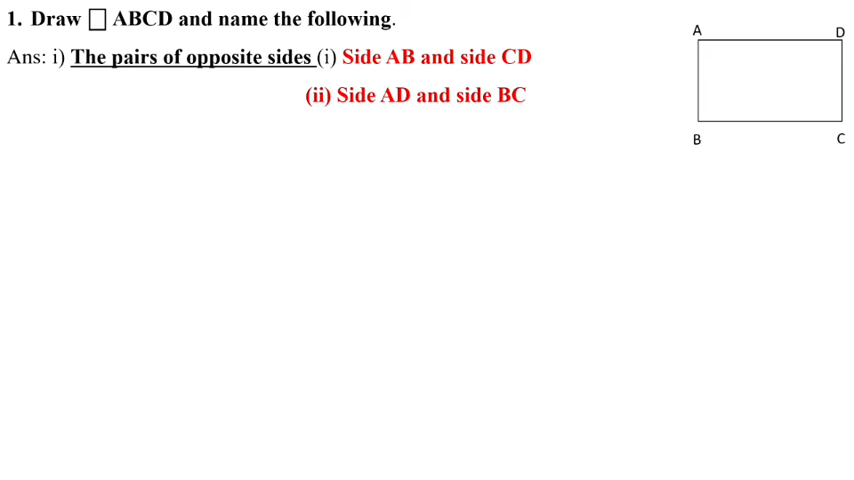 1. Draw □ ABCD and name the following.
Ans: i) The pairs of opposite sides (i) Side AB and side CD
(ii) Side AD and side BC
A D
B C